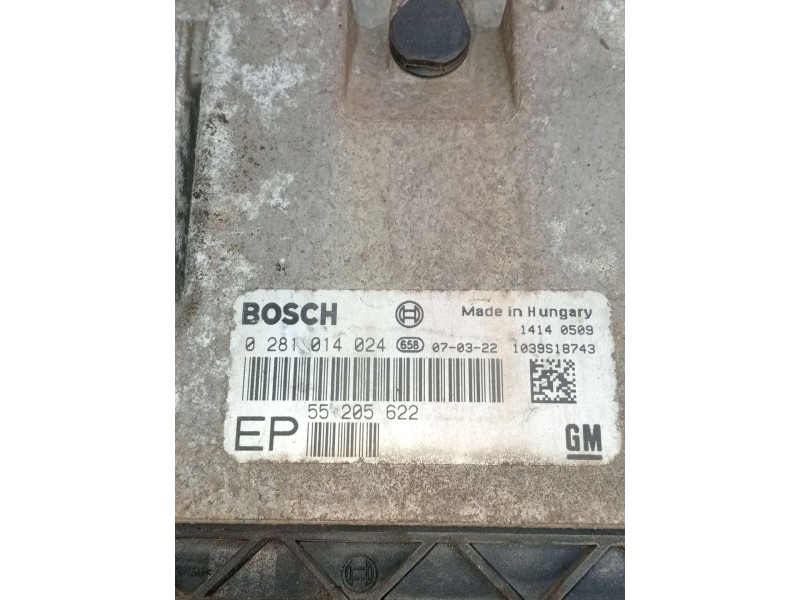 BOSCH Made in Hungary
1414 0509
0 281 014 024 658 07-03-22 1039S18743
55 205 622
EP GM